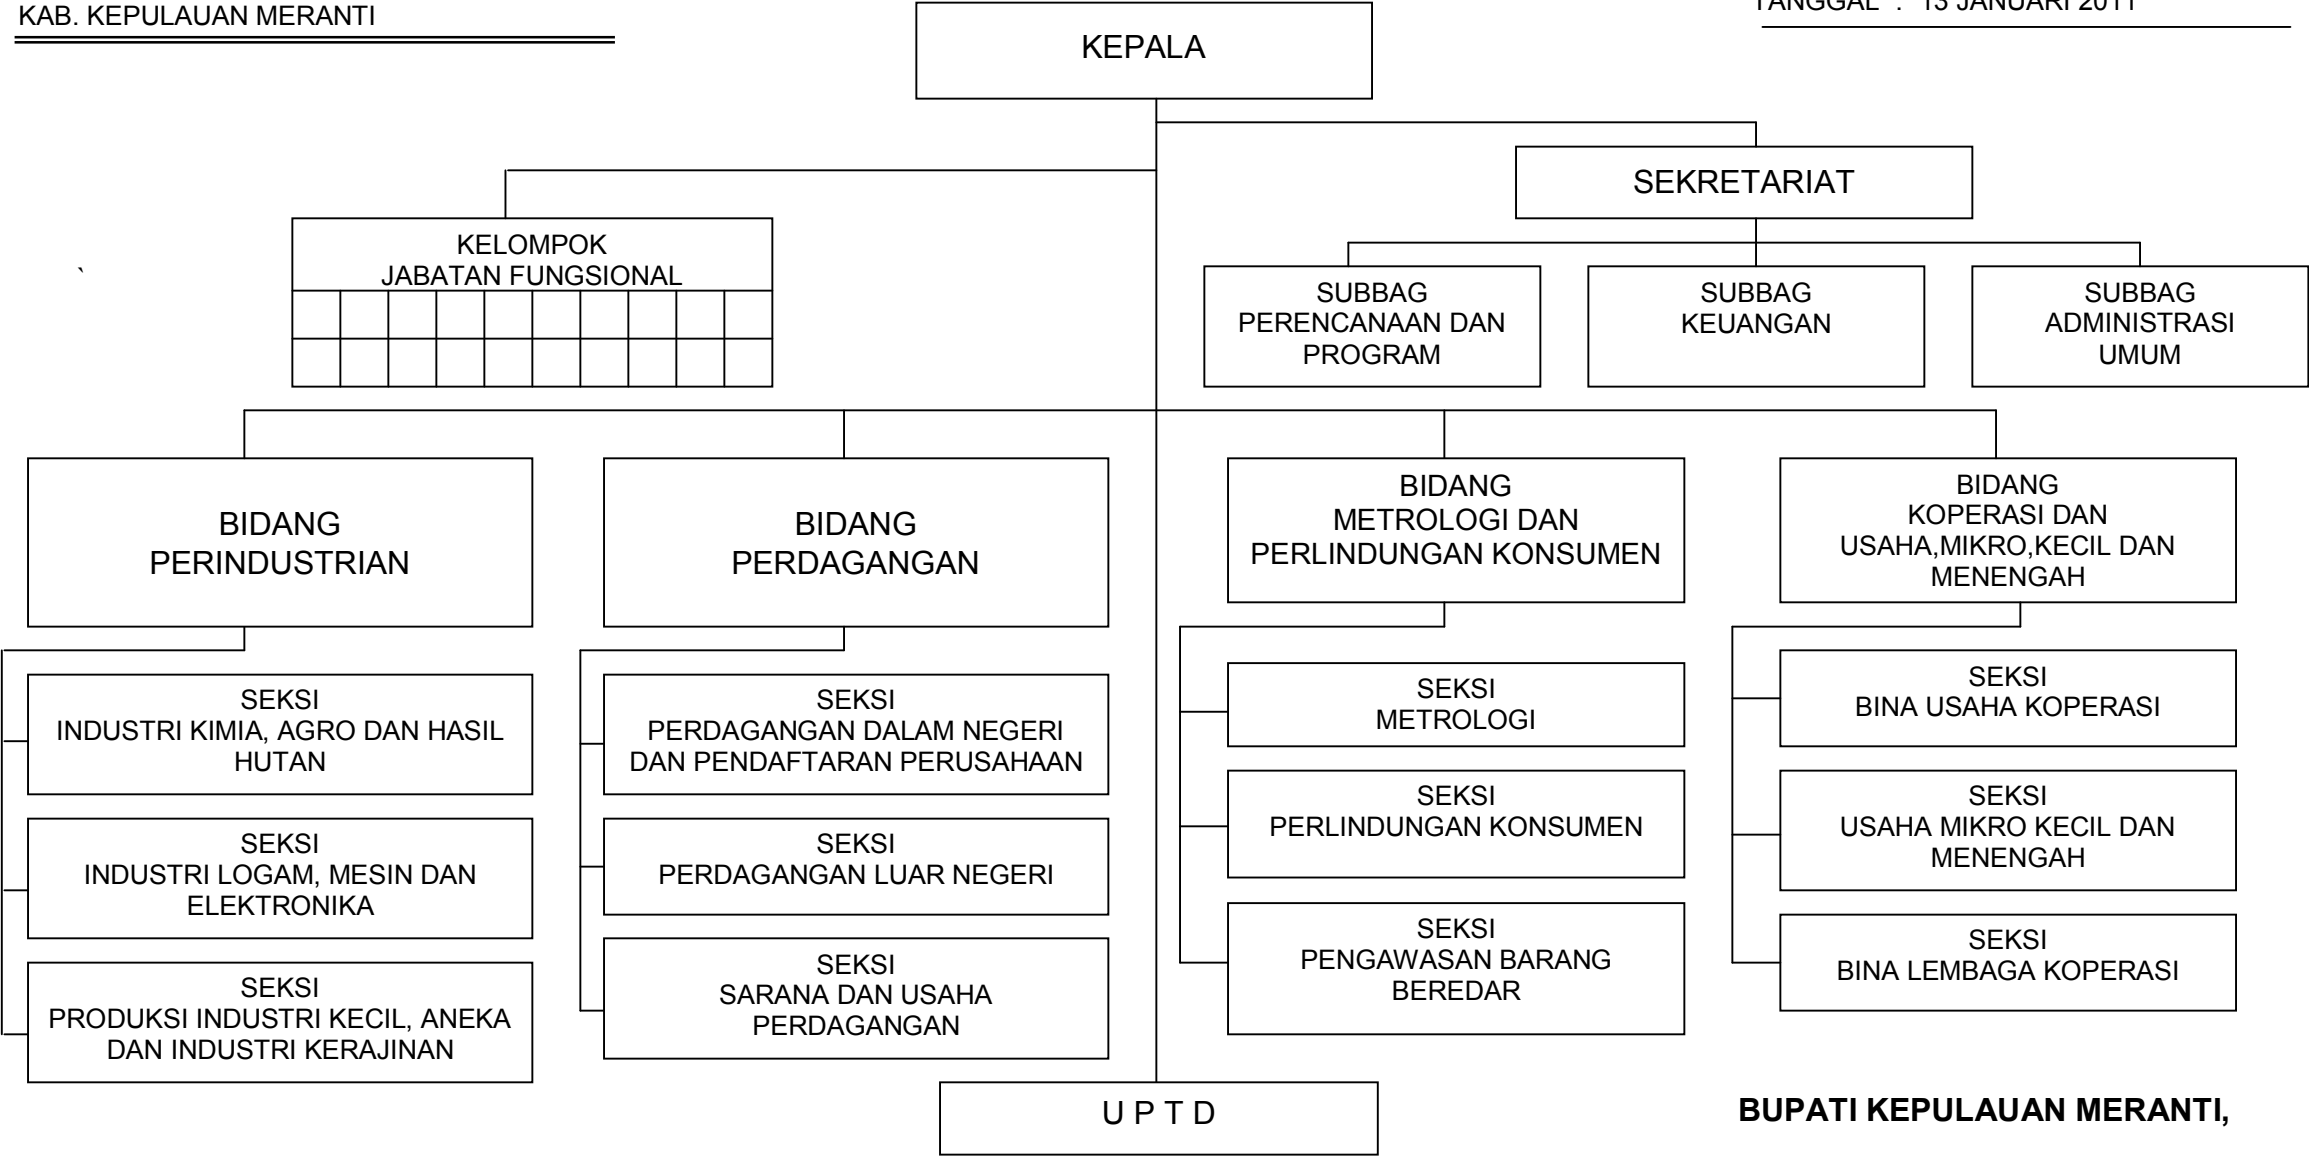 KAB. KEPULAUAN MERANTI
TANGGAL : 13 JANUARI 2011
KEPALA
SEKRETARIAT
KELOMPOK
JABATAN FUNGSIONAL
`
SUBBAG
PERENCANAAN DAN
PROGRAM
SUBBAG
KEUANGAN
SUBBAG
ADMINISTRASI
UMUM
BIDANG
PERINDUSTRIAN
BIDANG
PERDAGANGAN
BIDANG
METROLOGI DAN
PERLINDUNGAN KONSUMEN
BIDANG
KOPERASI DAN
USAHA,MIKRO,KECIL DAN
MENENGAH
SEKSI
INDUSTRI KIMIA, AGRO DAN HASIL
HUTAN
SEKSI
INDUSTRI LOGAM, MESIN DAN
ELEKTRONIKA
SEKSI
PRODUKSI INDUSTRI KECIL, ANEKA
DAN INDUSTRI KERAJINAN
SEKSI
PERDAGANGAN DALAM NEGERI
DAN PENDAFTARAN PERUSAHAAN
SEKSI
PERDAGANGAN LUAR NEGERI
SEKSI
SARANA DAN USAHA
PERDAGANGAN
SEKSI
METROLOGI
SEKSI
PERLINDUNGAN KONSUMEN
SEKSI
PENGAWASAN BARANG
BEREDAR
SEKSI
BINA USAHA KOPERASI
SEKSI
USAHA MIKRO KECIL DAN
MENENGAH
SEKSI
BINA LEMBAGA KOPERASI
U P T D
BUPATI KEPULAUAN MERANTI,